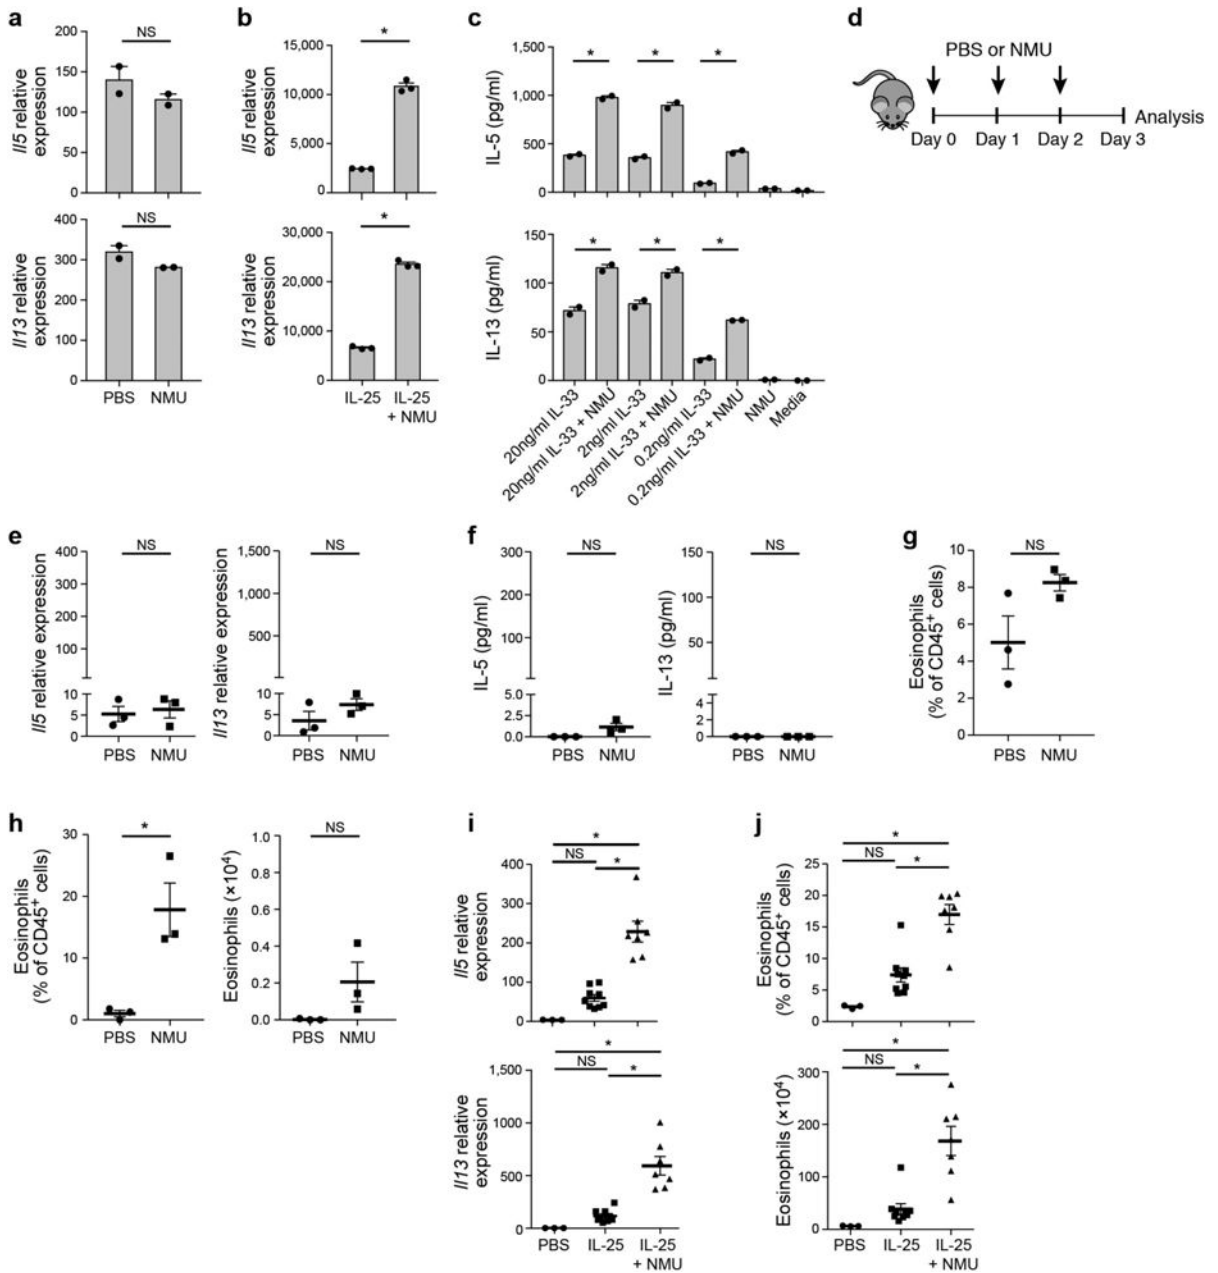 a
NS
200
150
100
50
0
Il5 relative
expression
NS
400
300
200
100
0
Il13 relative
expression
PBS
NMU
b
*
15,000
10,000
5,000
0
Il5 relative
expression
*
30,000
20,000
10,000
0
Il13 relative
expression
IL-25
IL-25
+ NMU
c
* * *
1,500
1,000
500
0
IL-5 (pg/ml)
* * *
150
100
50
0
IL-13 (pg/ml)
20ng/ml IL-33
20ng/ml IL-33 + NMU
2ng/ml IL-33
2ng/ml IL-33 + NMU
0.2ng/ml IL-33
0.2ng/ml IL-33 + NMU
NMU
Media
d
PBS or NMU
Analysis
Day 0 Day 1 Day 2 Day 3
e
NS
400
300
200
100
10
5
0
Il5 relative expression
PBS NMU
NS
1,500
1,000
500
10
5
0
Il13 relative expression
PBS NMU
f
NS
300
200
100
5.0
2.5
0.0
IL-5 (pg/ml)
PBS NMU
NS
150
100
50
4
2
0
IL-13 (pg/ml)
PBS NMU
g
NS
10
8
6
4
2
0
Eosinophils
(% of CD45+ cells)
PBS NMU
h
*
30
20
10
0
Eosinophils
(% of CD45+ cells)
PBS NMU
NS
1.0
0.8
0.6
0.4
0.2
0.0
Eosinophils (×10⁴)
PBS NMU
i
*
NS *
400
300
200
100
0
Il5 relative
expression
*
NS *
1,500
1000
500
0
Il13 relative
expression
PBS IL-25 IL-25
+ NMU
j
*
NS *
25
20
15
10
5
0
Eosinophils
(% of CD45+ cells)
*
NS *
300
200
100
0
Eosinophils (×10⁴)
PBS IL-25 IL-25
+ NMU